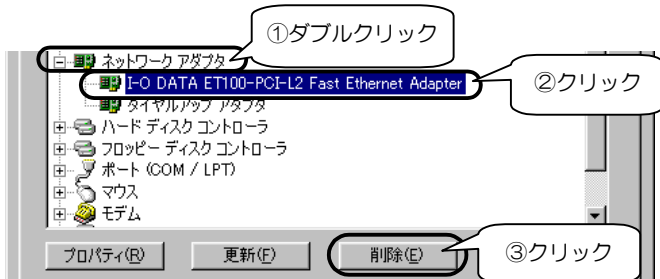 ①ダブルクリック
ネットワーク アダプタ
I-O DATA ET100-PCI-L2 Fast Ethernet Adapter
②クリック
ダイヤルアップ アダプタ
ハード ディスク コントローラ
フロッピー ディスク コントローラ
ポート (COM / LPT)
マウス
モデム
プロパティ(R)
更新(F)
削除(E)
③クリック